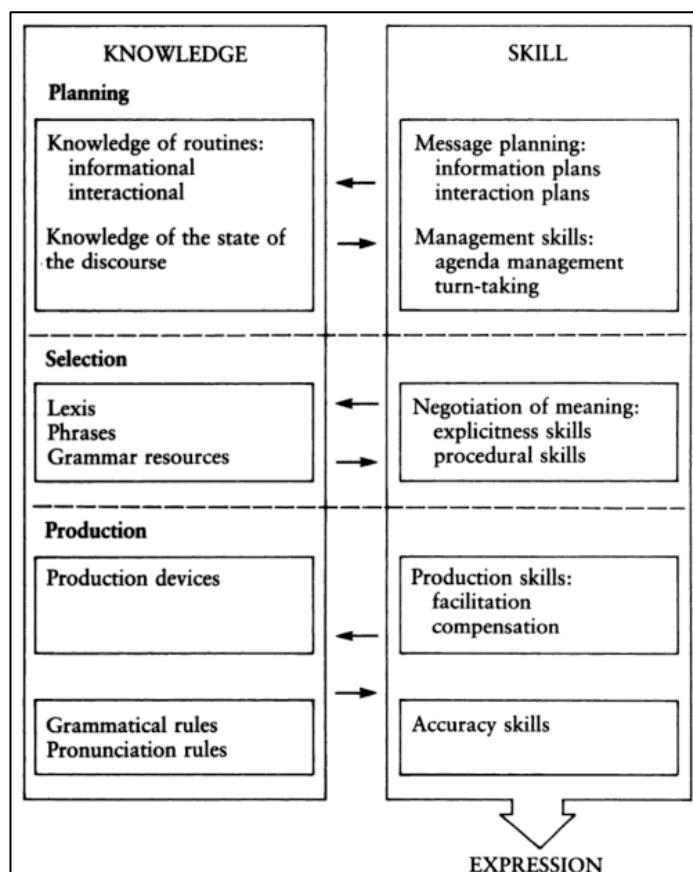 KNOWLEDGE
Planning
Knowledge of routines:
informational
interactional
Knowledge of the state of
the discourse
SKILL
Message planning:
information plans
interaction plans
Management skills:
agenda management
turn-taking
Selection
Lexis
Phrases
Grammar resources
Negotiation of meaning:
explicitness skills
procedural skills
Production
Production devices
Production skills:
facilitation
compensation
Grammatical rules
Pronunciation rules
Accuracy skills
EXPRESSION